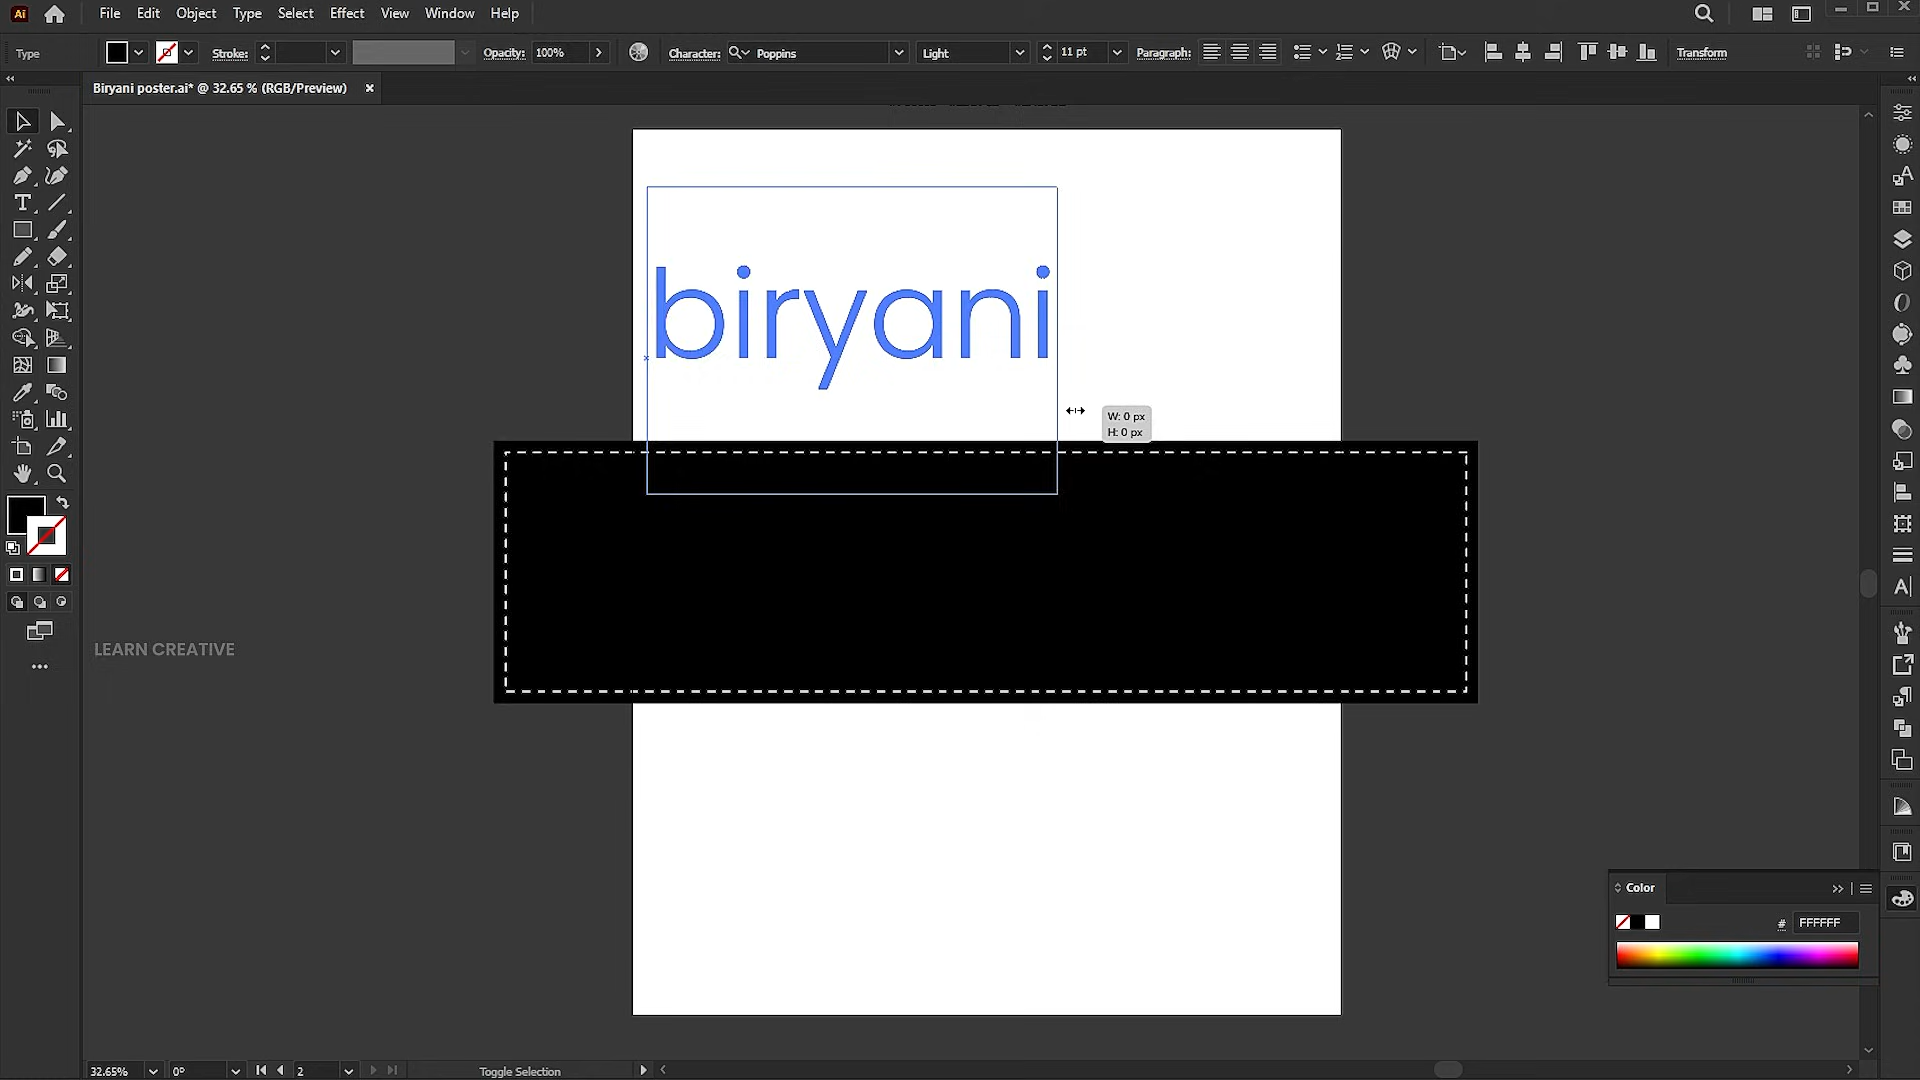 Ai File Edit Object Type Select Effect View Window Help
Type Stroke: Opacity: 100% Character: Poppins Light 11 pt Paragraph: Transform
Biryani poster.ai* @ 32.65 % (RGB/Preview) ×
biryani
W: 0 px
H: 0 px
LEARN CREATIVE
Color
# FFFFFF
32.65% 0° 2 Toggle Selection